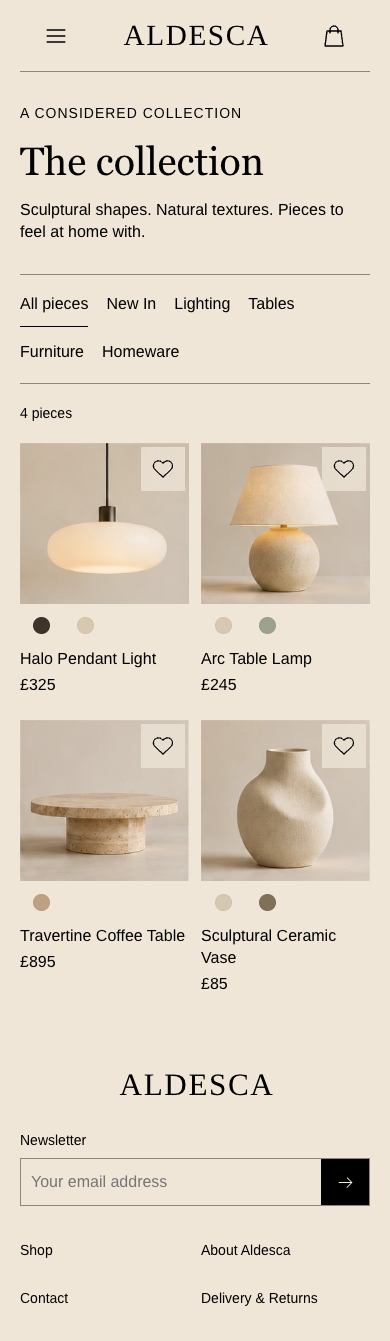 ALDESCA
A CONSIDERED COLLECTION
The collection
Sculptural shapes. Natural textures. Pieces to
feel at home with.
All pieces New In Lighting Tables
Furniture Homeware
4 pieces
Halo Pendant Light
£325
Arc Table Lamp
£245
Travertine Coffee Table
£895
Sculptural Ceramic
Vase
£85
ALDESCA
Newsletter
Your email address
Shop
About Aldesca
Contact
Delivery & Returns